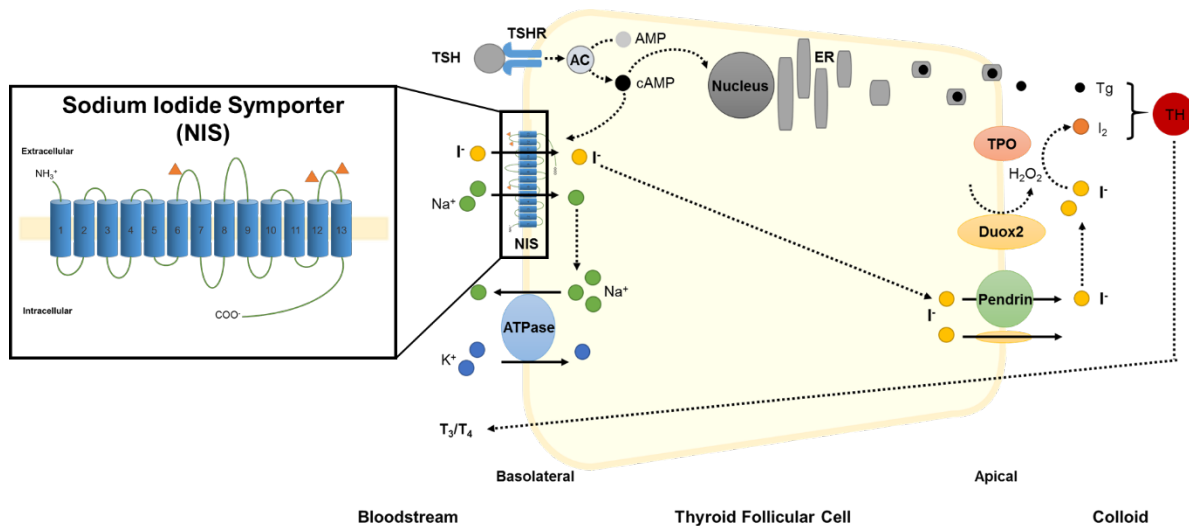 Sodium Iodide Symporter
(NIS)
Extracellular
NH₃⁺
1 2 3 4 5 6 7 8 9 10 11 12 13
Intracellular
COO⁻
TSHR
TSH
AC
AMP
cAMP
Nucleus
ER
I⁻
I⁻
Na⁺
NIS
Na⁺
ATPase
K⁺
T₃/T₄
Tg
I₂
TH
TPO
H₂O₂
I⁻
Duox2
Pendrin
I⁻
I⁻
Basolateral
Apical
Bloodstream
Thyroid Follicular Cell
Colloid